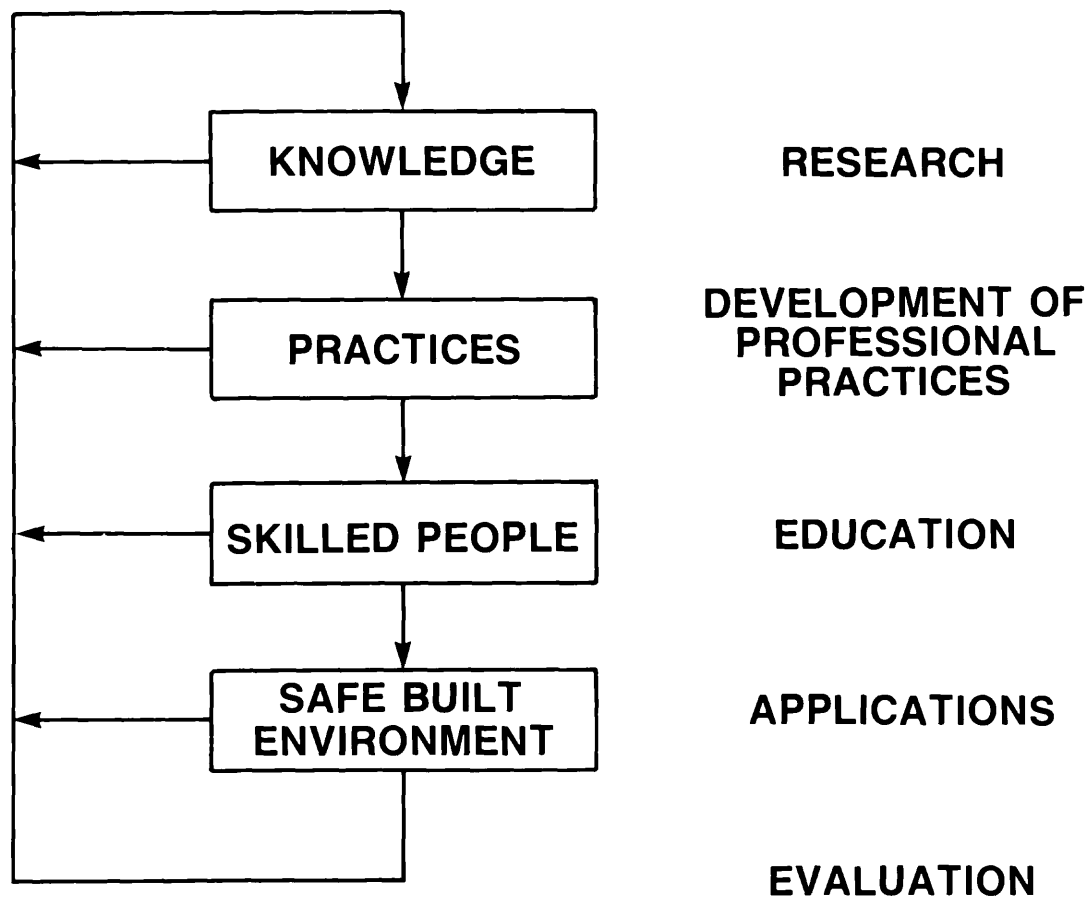 KNOWLEDGE
RESEARCH
PRACTICES
DEVELOPMENT OF
PROFESSIONAL
PRACTICES
SKILLED PEOPLE
EDUCATION
SAFE BUILT
ENVIRONMENT
APPLICATIONS
EVALUATION